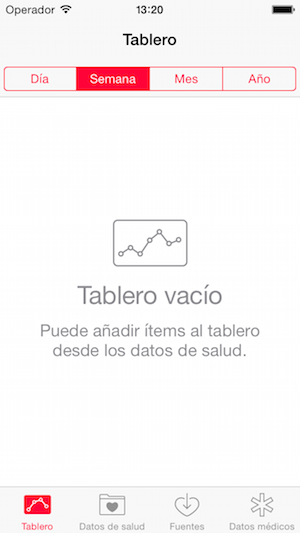 Operador 13:20
Tablero
Día Semana Mes Año
Tablero vacío
Puede añadir ítems al tablero
desde los datos de salud.
Tablero Datos de salud Fuentes Datos médicos